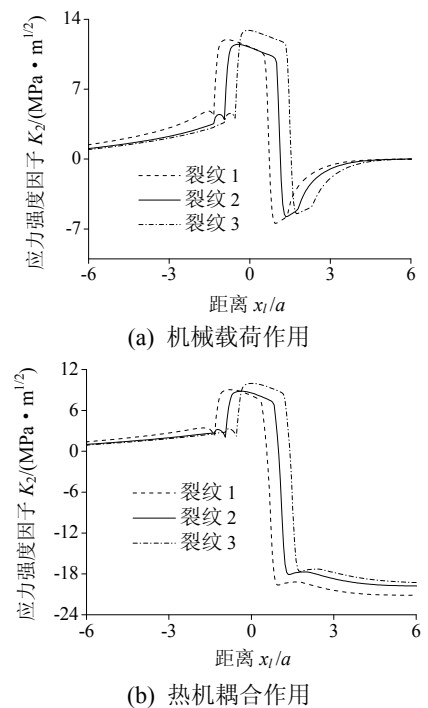 14
7
0
-7
应力强度因子 K₂/(MPa·m^{1/2})
裂纹 1
裂纹 2
裂纹 3
-6 -3 0 3 6
距离 x_l/a
(a) 机械载荷作用
12
6
0
-6
-12
-18
-24
应力强度因子 K₂/(MPa·m^{1/2})
裂纹 1
裂纹 2
裂纹 3
-6 -3 0 3 6
距离 x_l/a
(b) 热机耦合作用